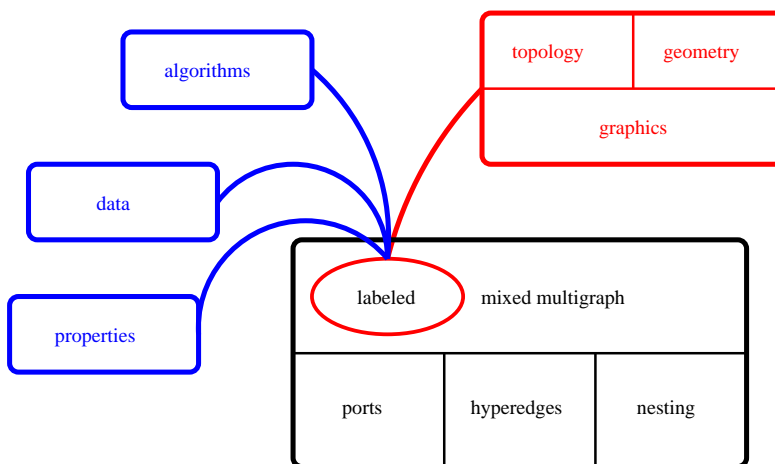 algorithms
topology
geometry
graphics
data
labeled
mixed multigraph
properties
ports
hyperedges
nesting